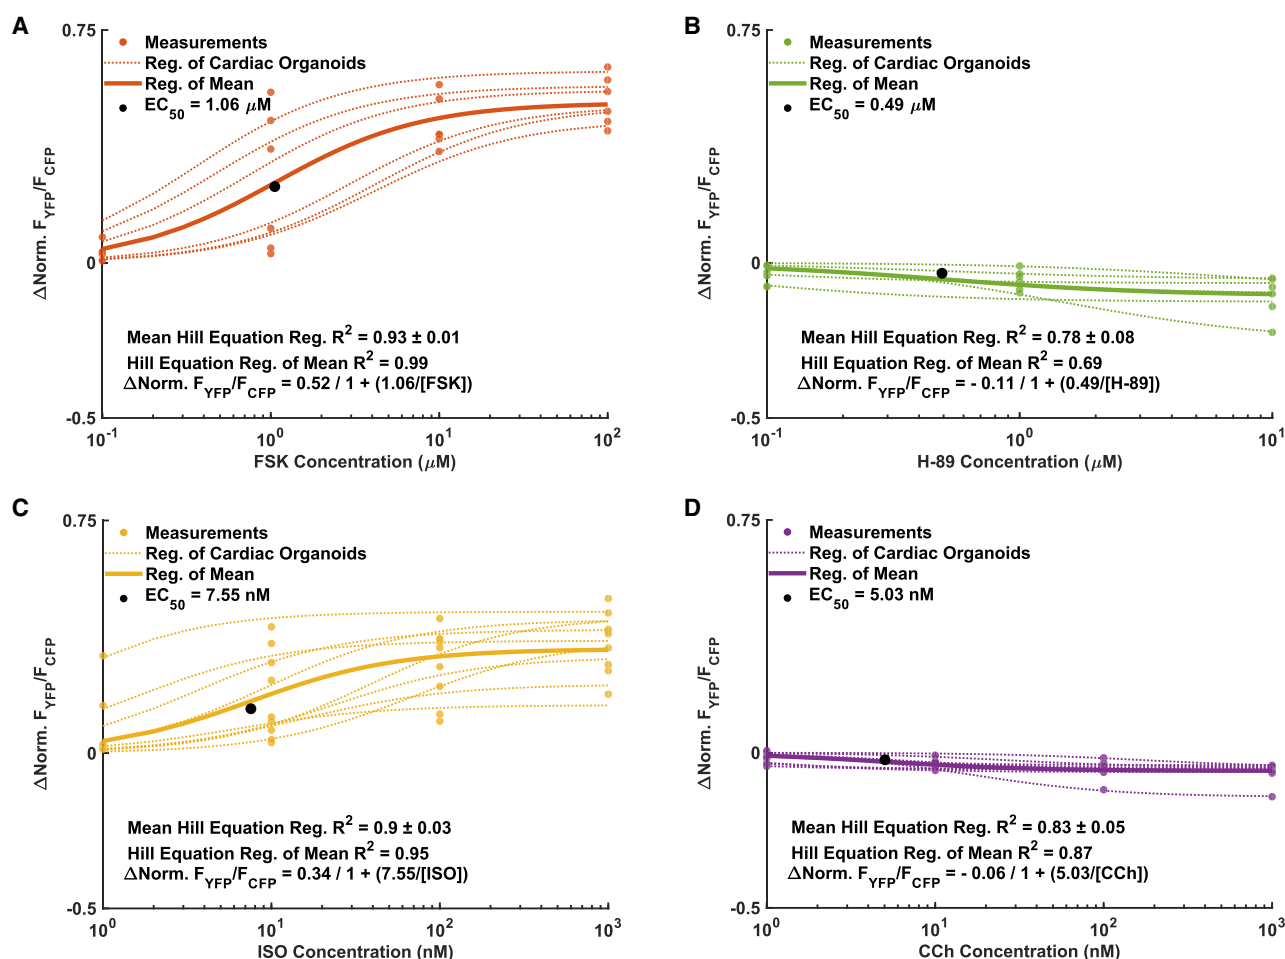 A
0.75
Measurements
Reg. of Cardiac Organoids
Reg. of Mean
EC50 = 1.06 μM
ΔNorm. FYFP/FCFP
0
Mean Hill Equation Reg. R2 = 0.93 ± 0.01
Hill Equation Reg. of Mean R2 = 0.99
ΔNorm. FYFP/FCFP = 0.52 / 1 + (1.06/[FSK])
-0.5
10-1 100 101 102
FSK Concentration (μM)
B
0.75
Measurements
Reg. of Cardiac Organoids
Reg. of Mean
EC50 = 0.49 μM
ΔNorm. FYFP/FCFP
0
Mean Hill Equation Reg. R2 = 0.78 ± 0.08
Hill Equation Reg. of Mean R2 = 0.69
ΔNorm. FYFP/FCFP = - 0.11 / 1 + (0.49/[H-89])
-0.5
10-1 100 101
H-89 Concentration (μM)
C
0.75
Measurements
Reg. of Cardiac Organoids
Reg. of Mean
EC50 = 7.55 nM
ΔNorm. FYFP/FCFP
0
Mean Hill Equation Reg. R2 = 0.9 ± 0.03
Hill Equation Reg. of Mean R2 = 0.95
ΔNorm. FYFP/FCFP = 0.34 / 1 + (7.55/[ISO])
-0.5
100 101 102 103
ISO Concentration (nM)
D
0.75
Measurements
Reg. of Cardiac Organoids
Reg. of Mean
EC50 = 5.03 nM
ΔNorm. FYFP/FCFP
0
Mean Hill Equation Reg. R2 = 0.83 ± 0.05
Hill Equation Reg. of Mean R2 = 0.87
ΔNorm. FYFP/FCFP = - 0.06 / 1 + (5.03/[CCh])
-0.5
100 101 102 103
CCh Concentration (nM)